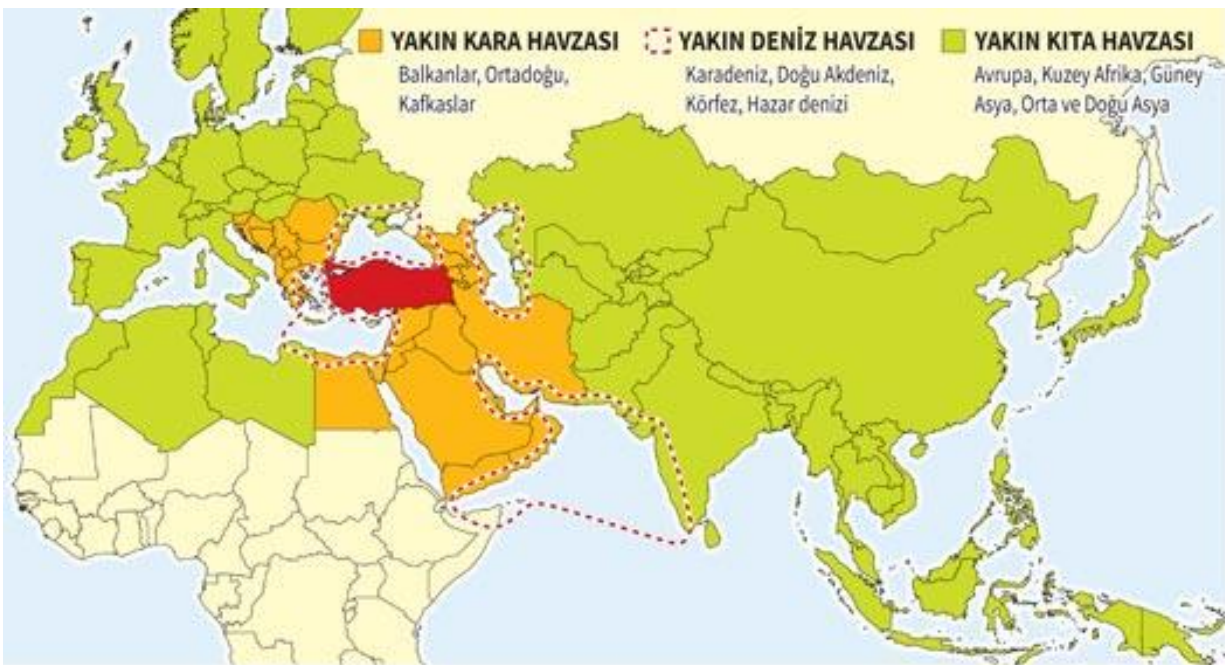 YAKIN KARA HAVZASI
Balkanlar, Ortadoğu,
Kafkaslar
YAKIN DENİZ HAVZASI
Karadeniz, Doğu Akdeniz,
Körfez, Hazar denizi
YAKIN KITA HAVZASI
Avrupa, Kuzey Afrika, Güney
Asya, Orta ve Doğu Asya